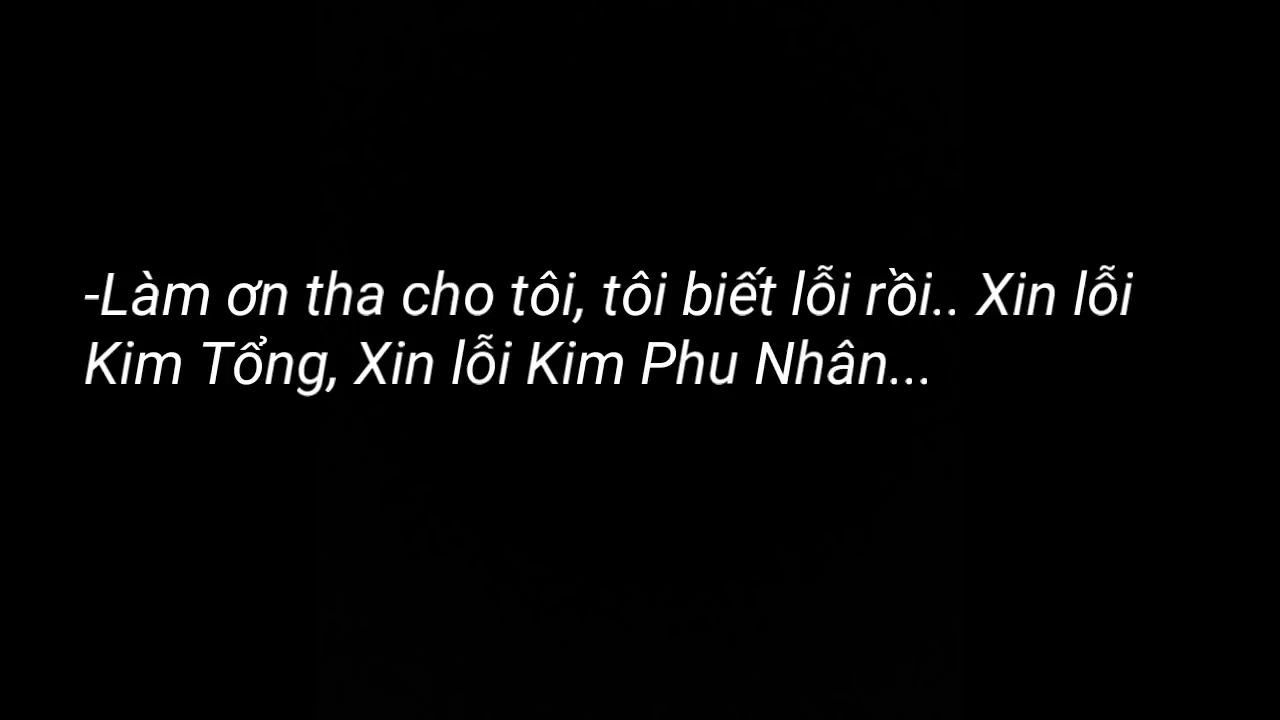 -Làm ơn tha cho tôi, tôi biết lỗi rồi.. Xin lỗi
Kim Tổng, Xin lỗi Kim Phu Nhân...